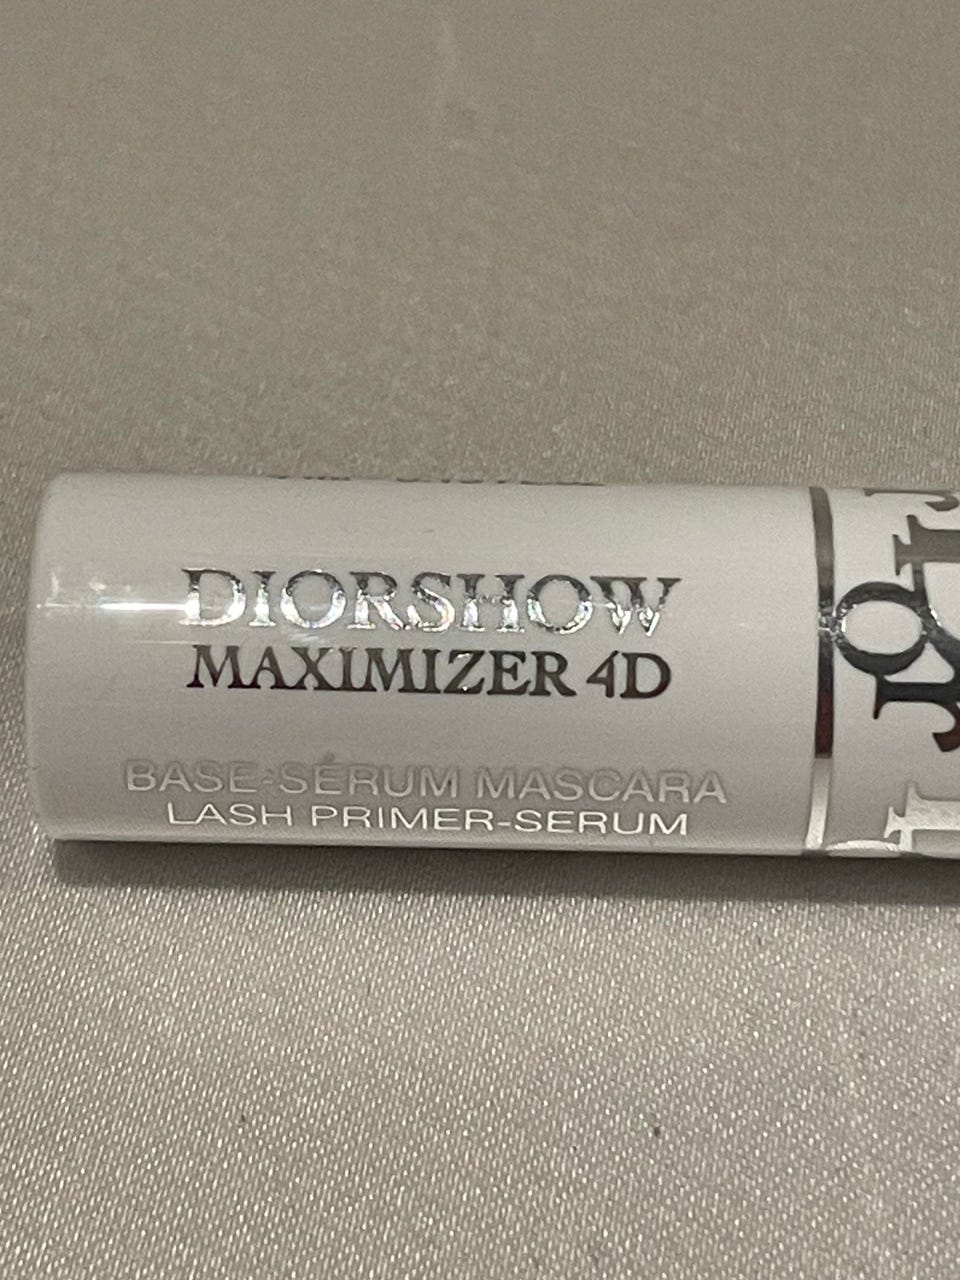 DIORSHOW
MAXIMIZER 4D
BASE-SÉRUM MASCARA
LASH PRIMER-SERUM